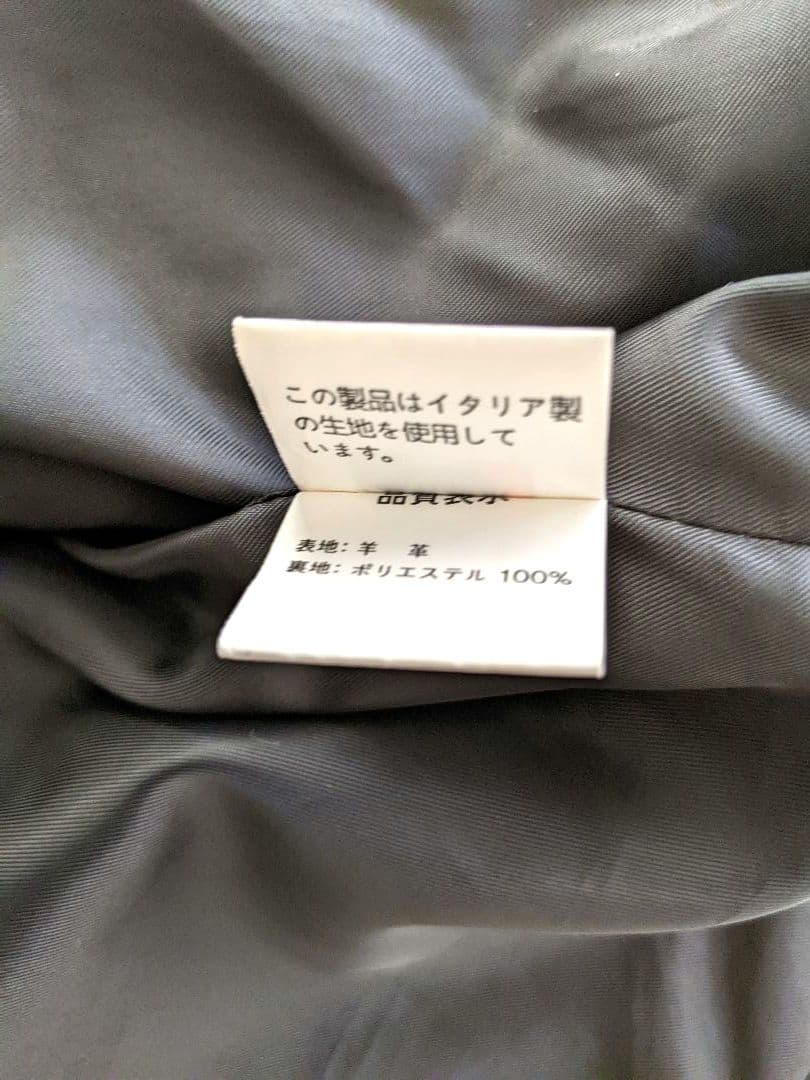 この製品はイタリア製
の生地を使用して
います。
品質表示
表地: 羊 革
裏地: ポリエステル 100%